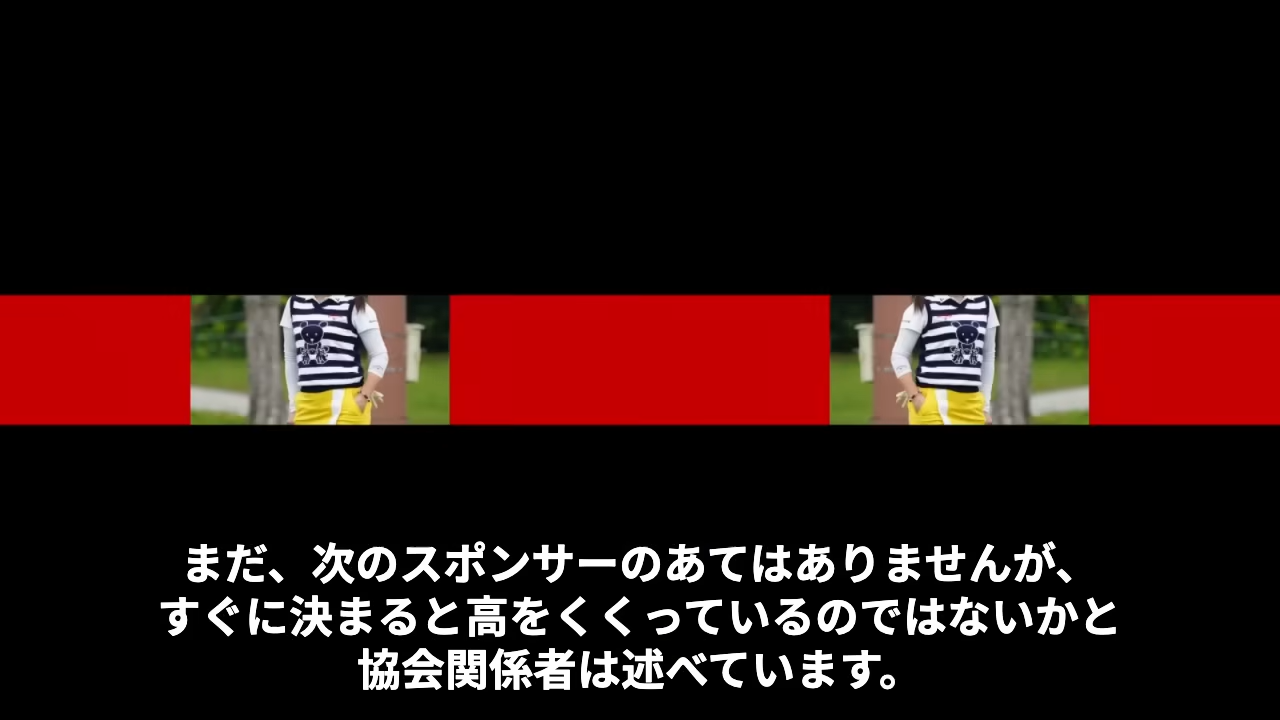 まだ、次のスポンサーのあてはありませんが、
すぐに決まると高をくくっているのではないかと
協会関係者は述べています。